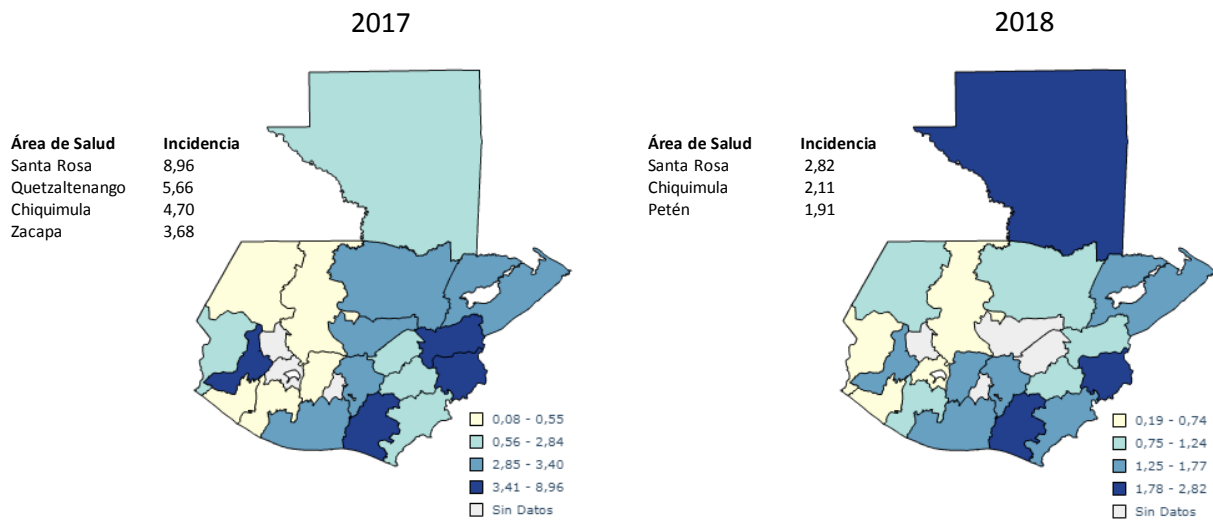 2017
Área de Salud Incidencia
Santa Rosa 8,96
Quetzaltenango 5,66
Chiquimula 4,70
Zacapa 3,68
0,08 - 0,55
0,56 - 2,84
2,85 - 3,40
3,41 - 8,96
Sin Datos
2018
Área de Salud Incidencia
Santa Rosa 2,82
Chiquimula 2,11
Petén 1,91
0,19 - 0,74
0,75 - 1,24
1,25 - 1,77
1,78 - 2,82
Sin Datos